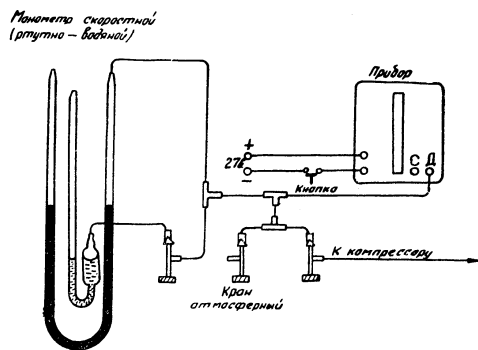 Манометр скоростной
(ртутно - водяной)
Прибор
+
27в
-
Кнопка
С Д
К компрессору
Кран
атмосферный